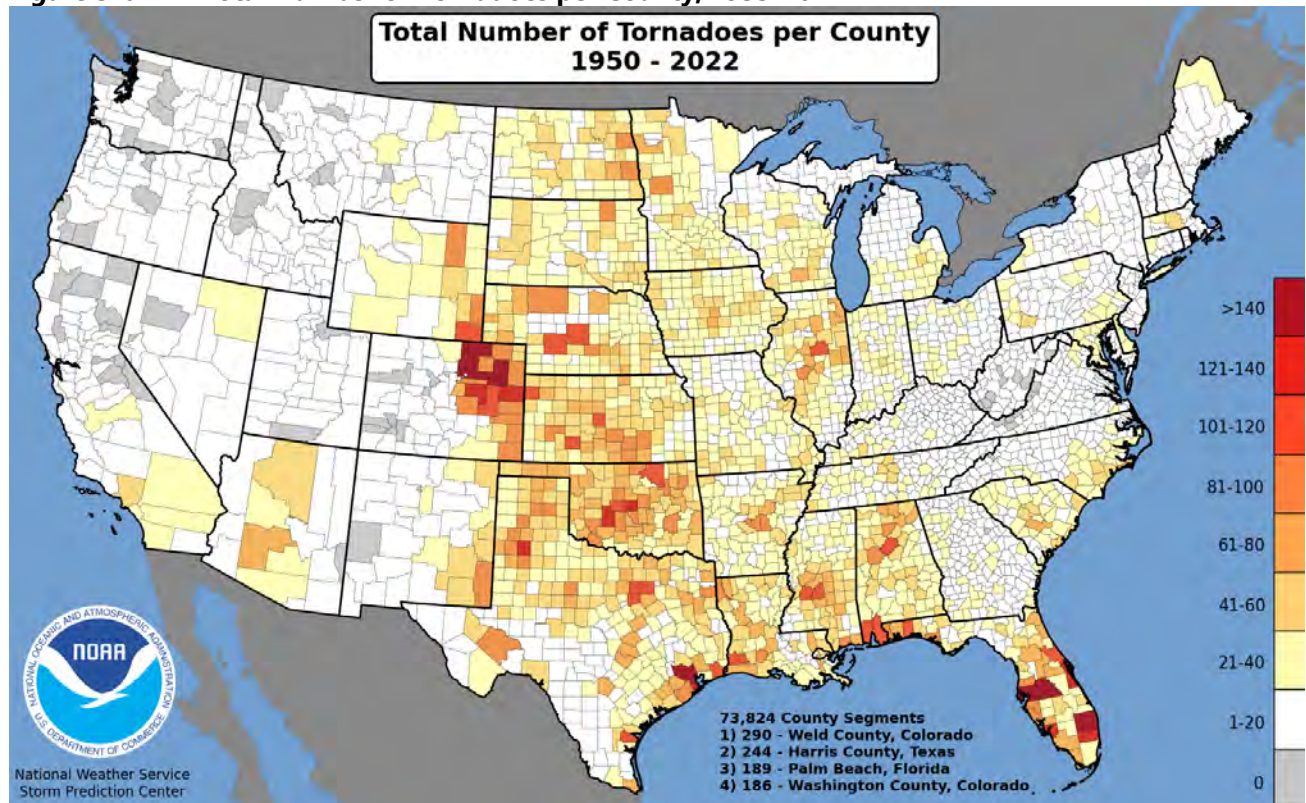 Total Number of Tornadoes per County
1950 - 2022
>140
121-140
101-120
81-100
61-80
41-60
21-40
1-20
0
NATIONAL OCEANIC AND ATMOSPHERIC ADMINISTRATION
NOAA
U.S. DEPARTMENT OF COMMERCE
National Weather Service
Storm Prediction Center
73,824 County Segments
1) 290 - Weld County, Colorado
2) 244 - Harris County, Texas
3) 189 - Palm Beach, Florida
4) 186 - Washington County, Colorado